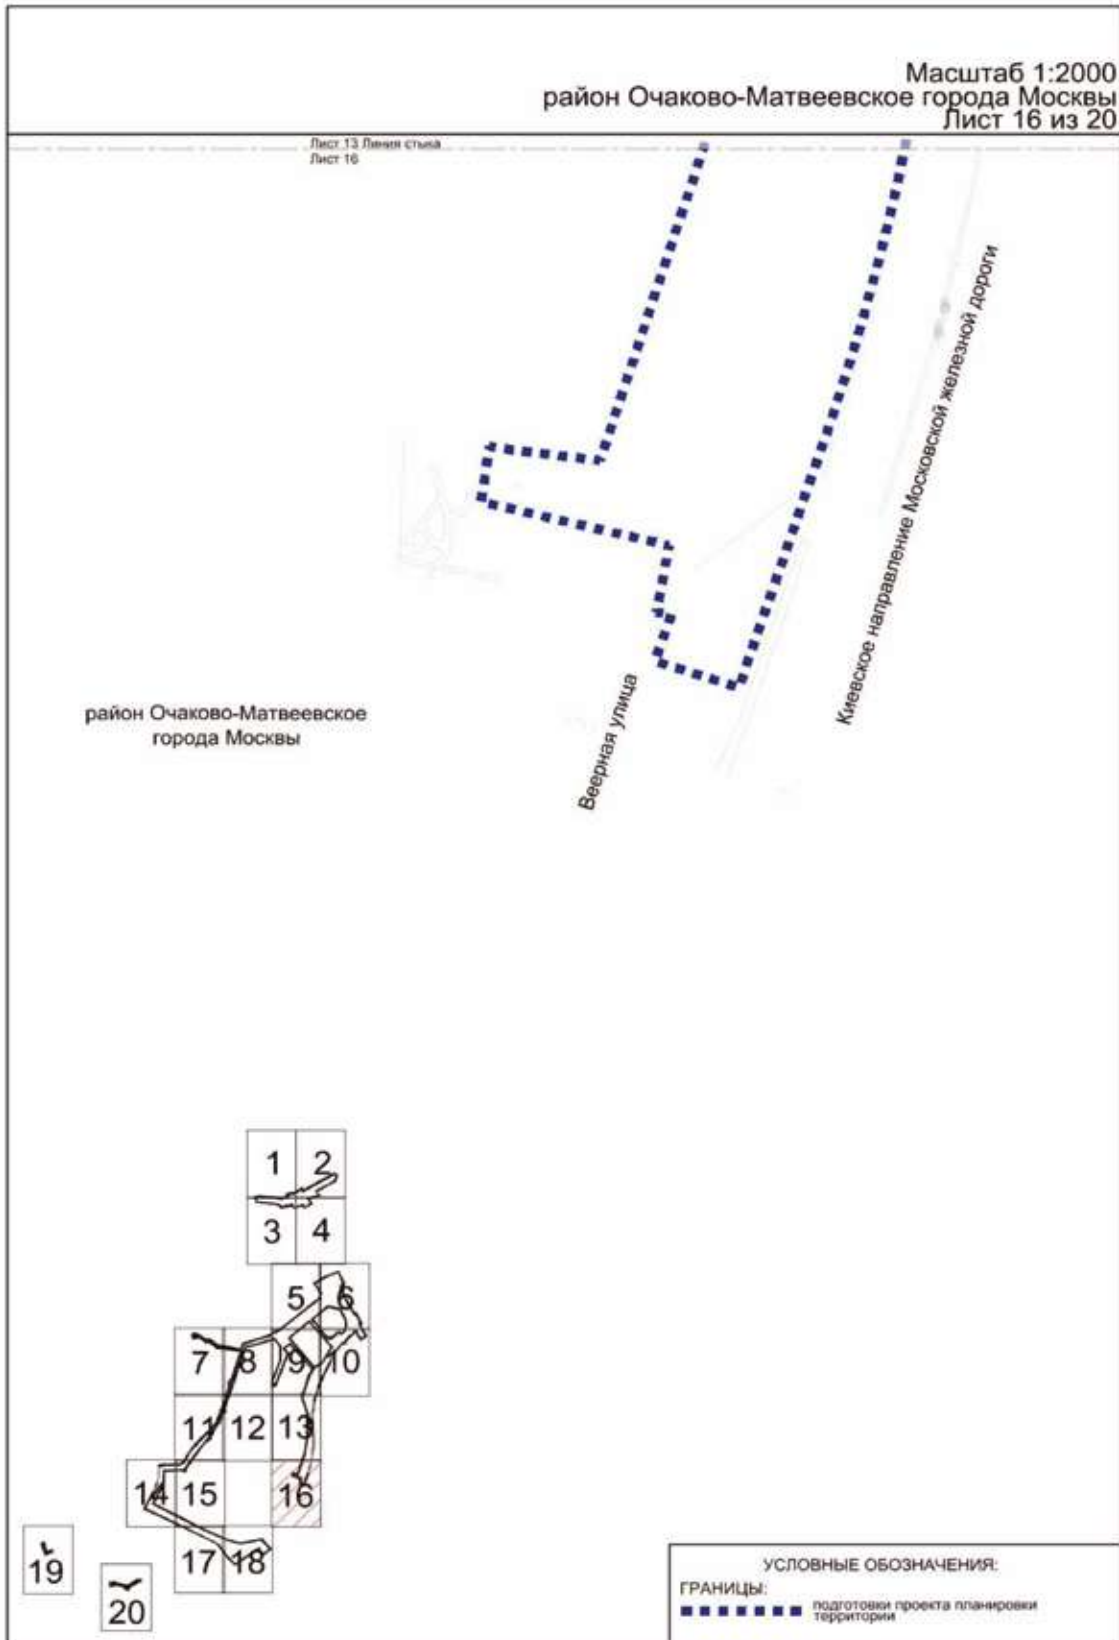 Масштаб 1:2000
район Очаково-Матвеевское города Москвы
Лист 16 из 20
Лист 13 Линия стыка
Лист 16
Киевское направление Московской железной дороги
Веерная улица
район Очаково-Матвеевское
города Москвы
1 2
3 4
5 6
7 8 9 10
11 12 13
14 15 16
17 18
19
20
УСЛОВНЫЕ ОБОЗНАЧЕНИЯ:
ГРАНИЦЫ:
подготовки проекта планировки
территории